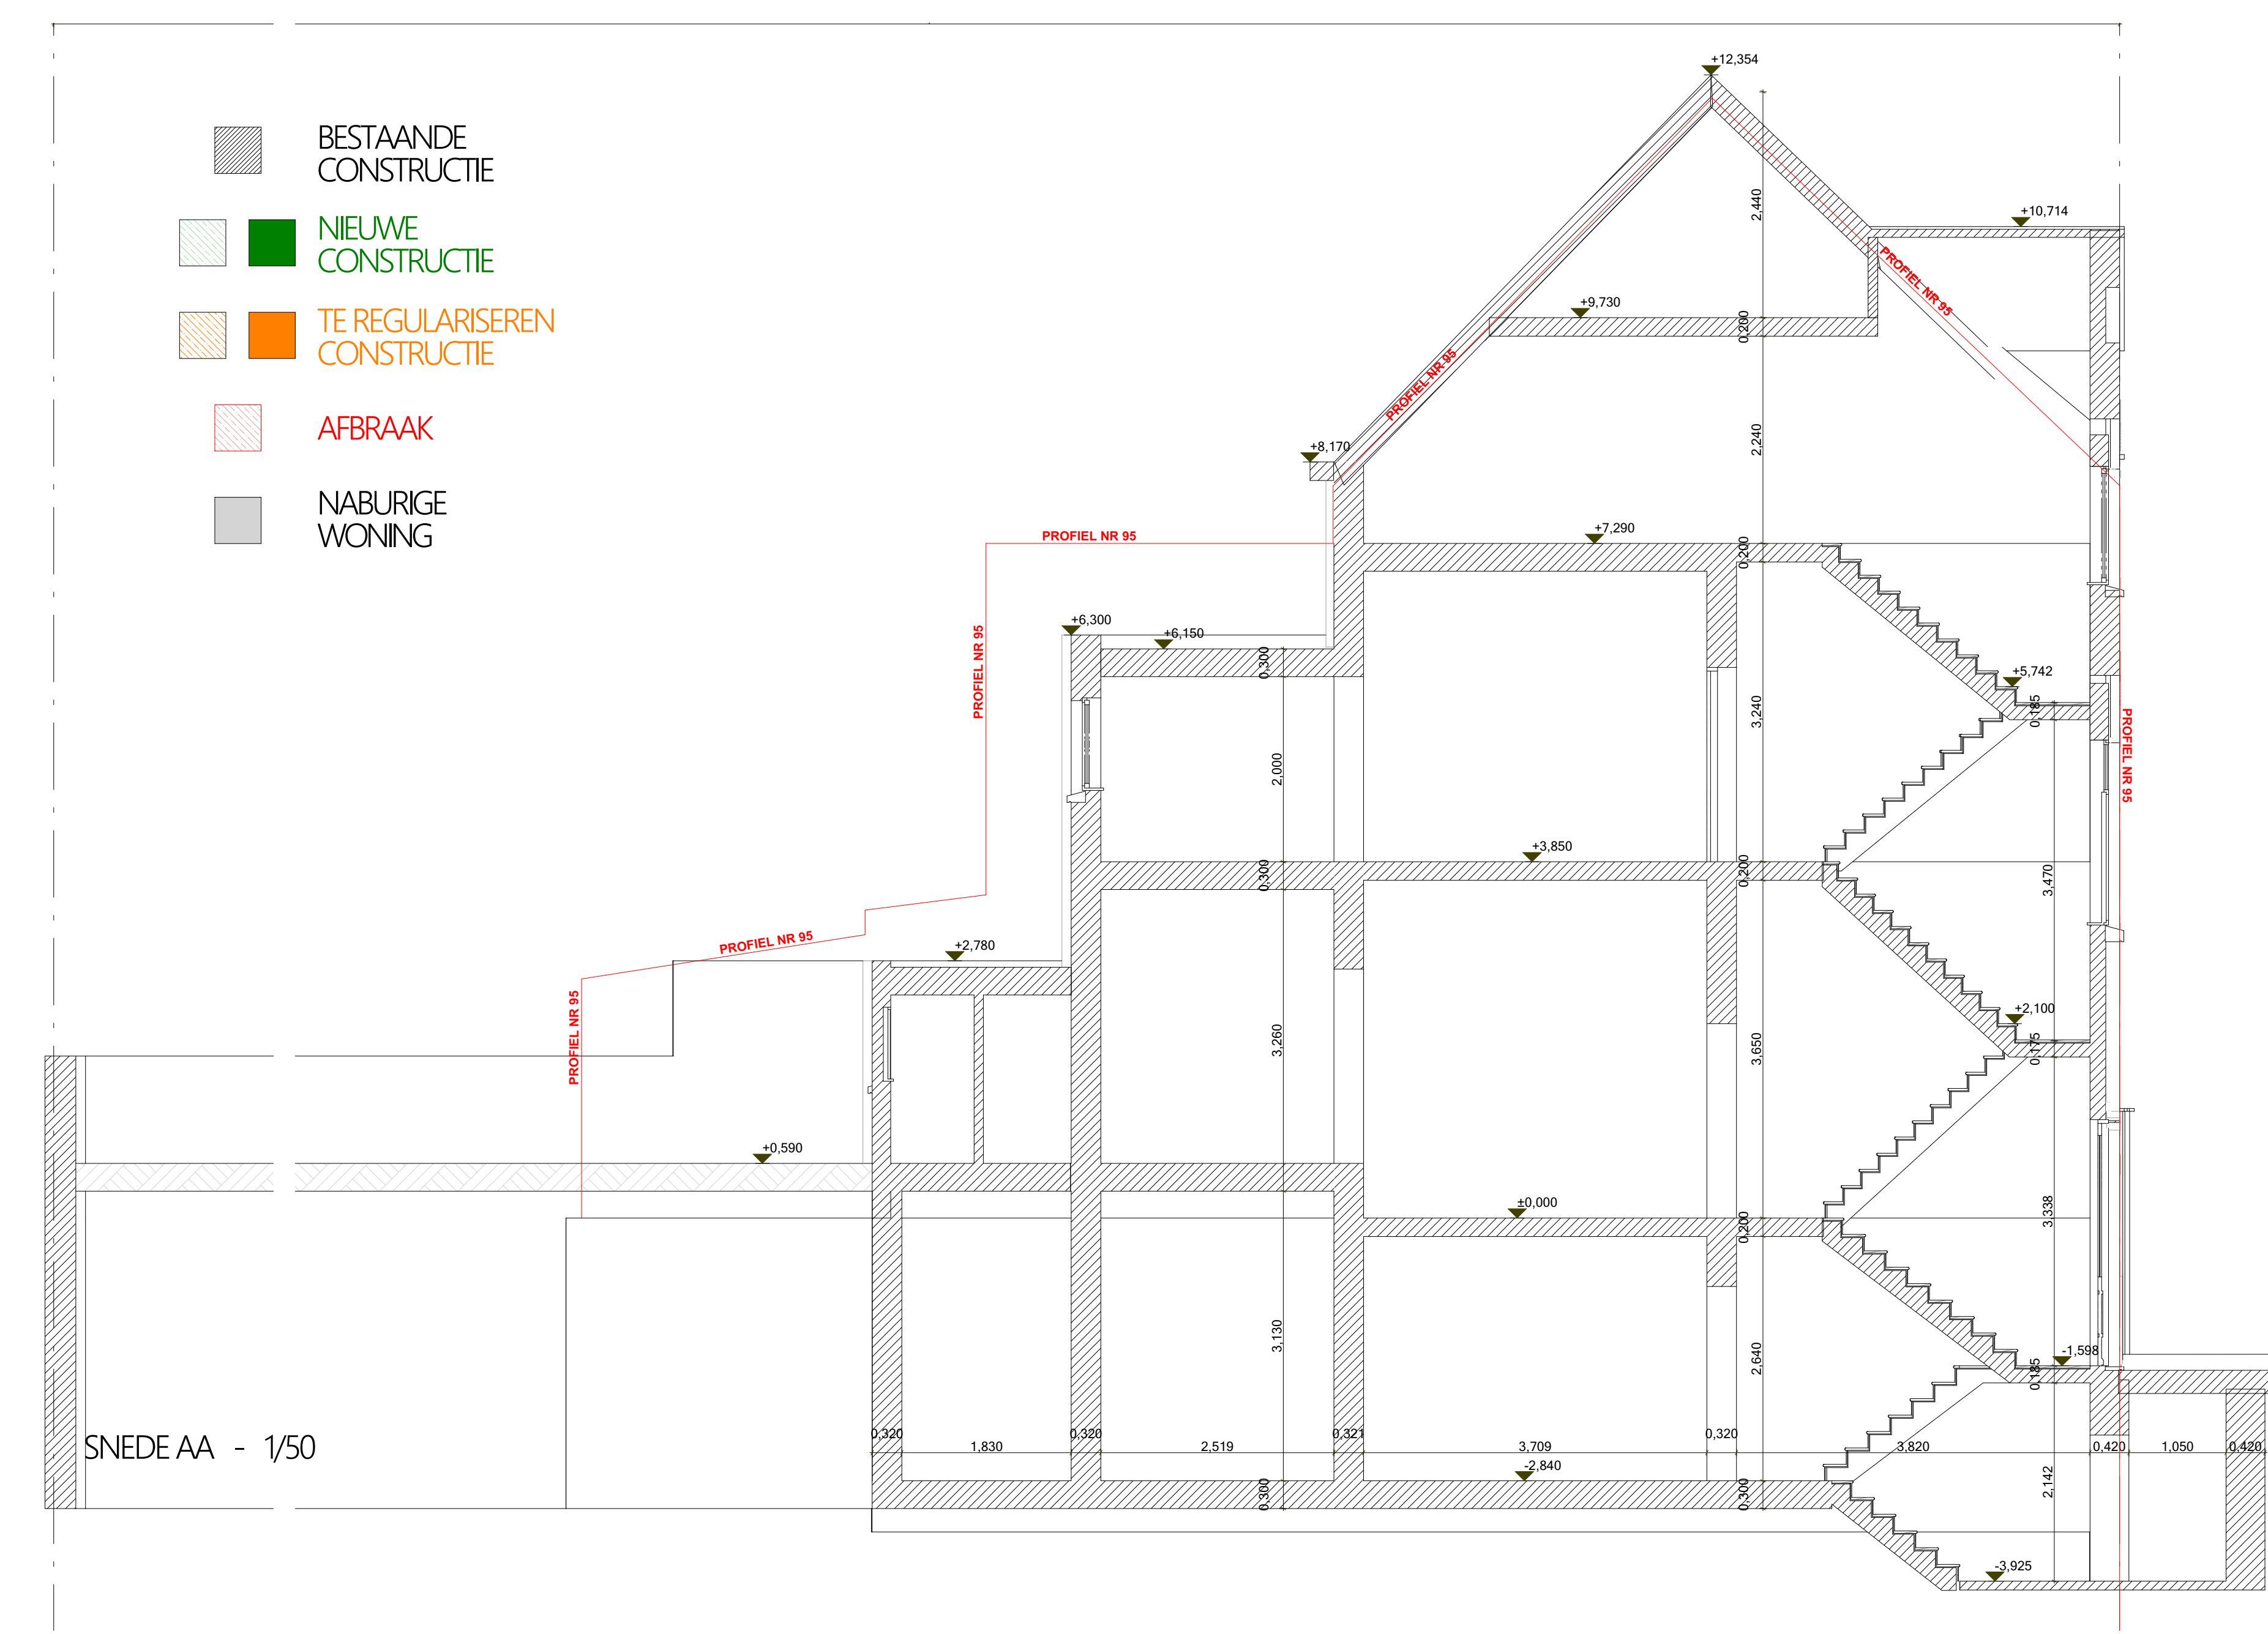 +12,354
BESTAANDE
CONSTRUCTIE
2,440
+10,714
NIEUWE
CONSTRUCTIE
PROFIEL NR 95
+9,730
0,200
TE REGULARISEREN
CONSTRUCTIE
PROFIEL NR 95
AFBRAAK
2,240
+8,170
NABURIGE
WONING
PROFIEL NR 95
+7,290
0,200
+6,300
+6,150
0,300
PROFIEL NR 95
+5,742
0,185
3,240
2,000
PROFIEL NR 95
+3,850
0,300
0,200
3,470
PROFIEL NR 95
+2,780
PROFIEL NR 95
+2,100
0,175
3,260
3,650
+0,590
±0,000
0,200
3,338
3,130
2,640
-1,598
0,185
SNEDE AA - 1/50
0,320
1,830
0,320
2,519
0,321
3,709
0,320
3,820
0,420
1,050
0,420
-2,840
0,300
0,300
2,142
-3,925